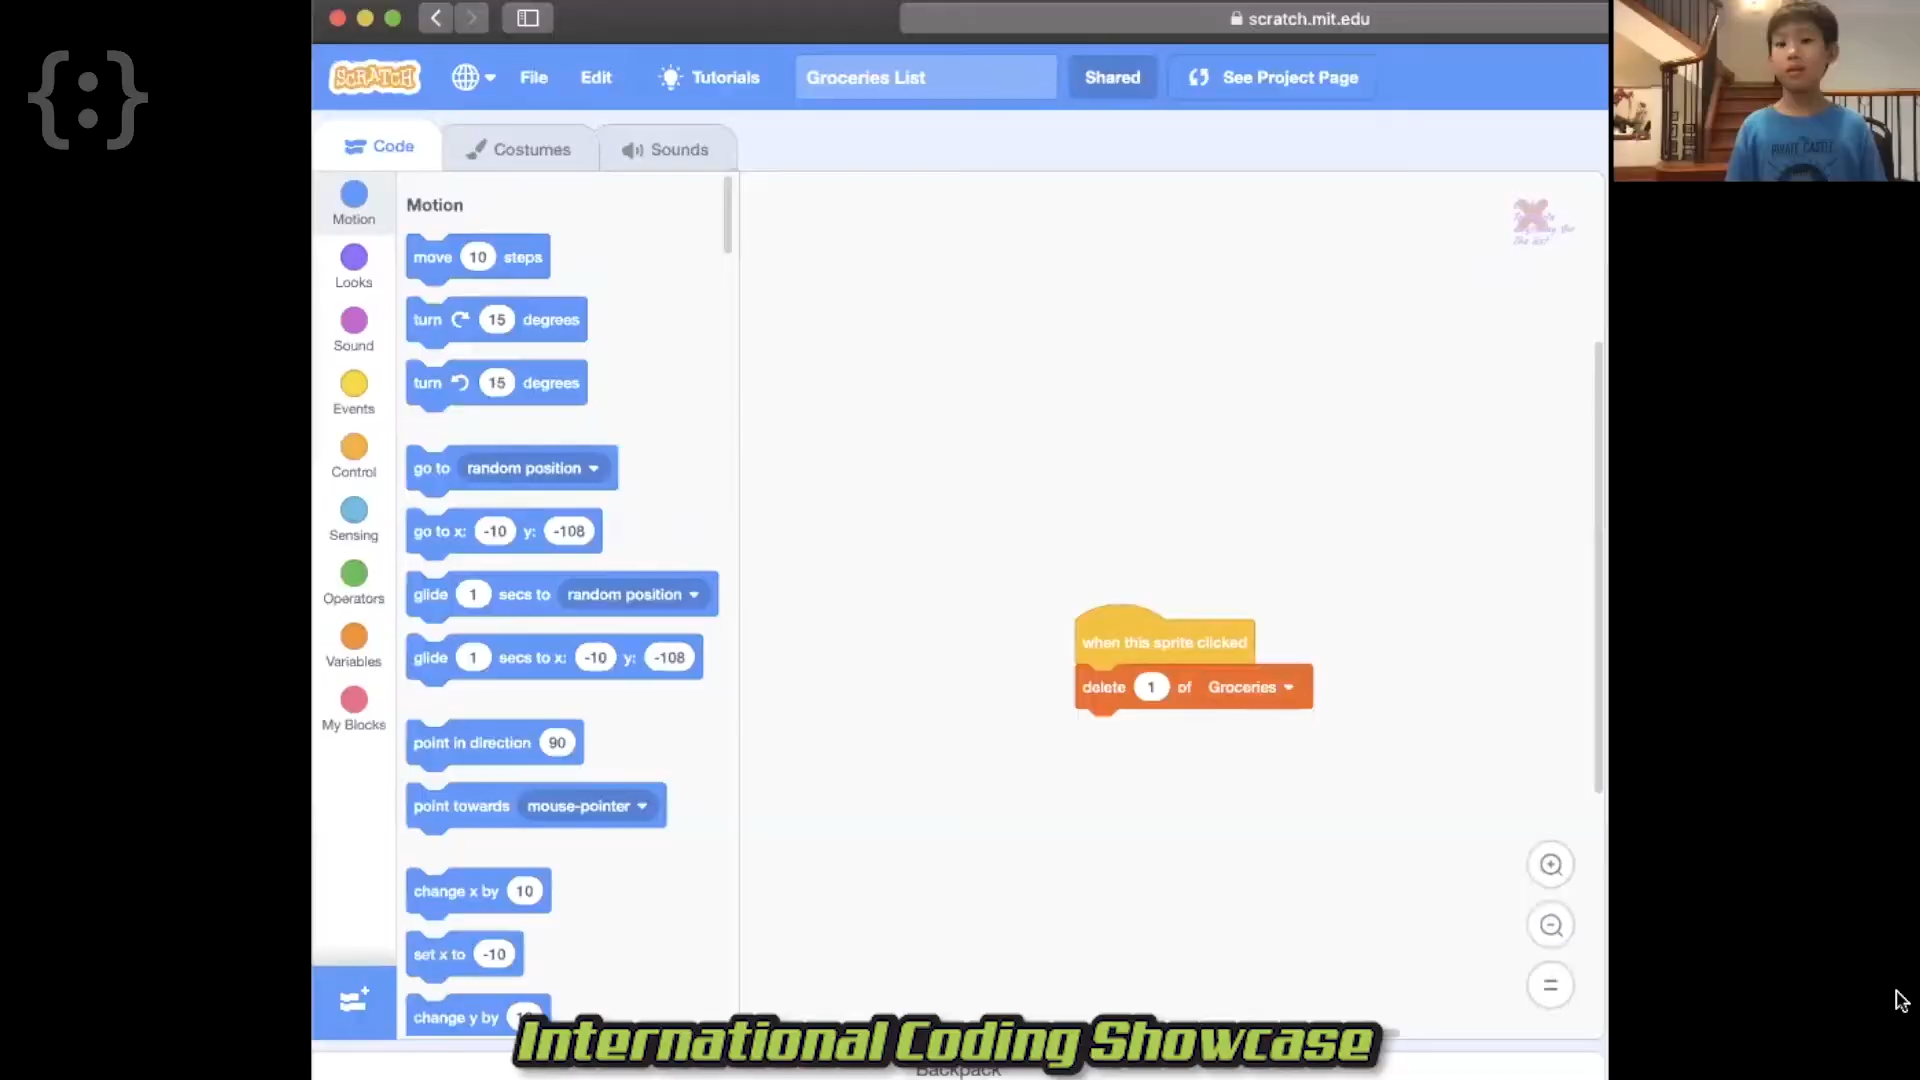 scratch.mit.edu
SCRATCH
File
Edit
Tutorials
Groceries List
Shared
See Project Page
Code
Costumes
Sounds
Motion
Looks
Sound
Events
Control
Sensing
Operators
Variables
My Blocks
Motion
move 10 steps
turn 15 degrees
turn 15 degrees
go to random position
go to x: -10 y: -108
glide 1 secs to random position
glide 1 secs to x: -10 y: -108
point in direction 90
point towards mouse-pointer
change x by 10
set x to -10
change y by
when this sprite clicked
delete 1 of Groceries
PIRATE CASTLE
International Coding Showcase
Backpack